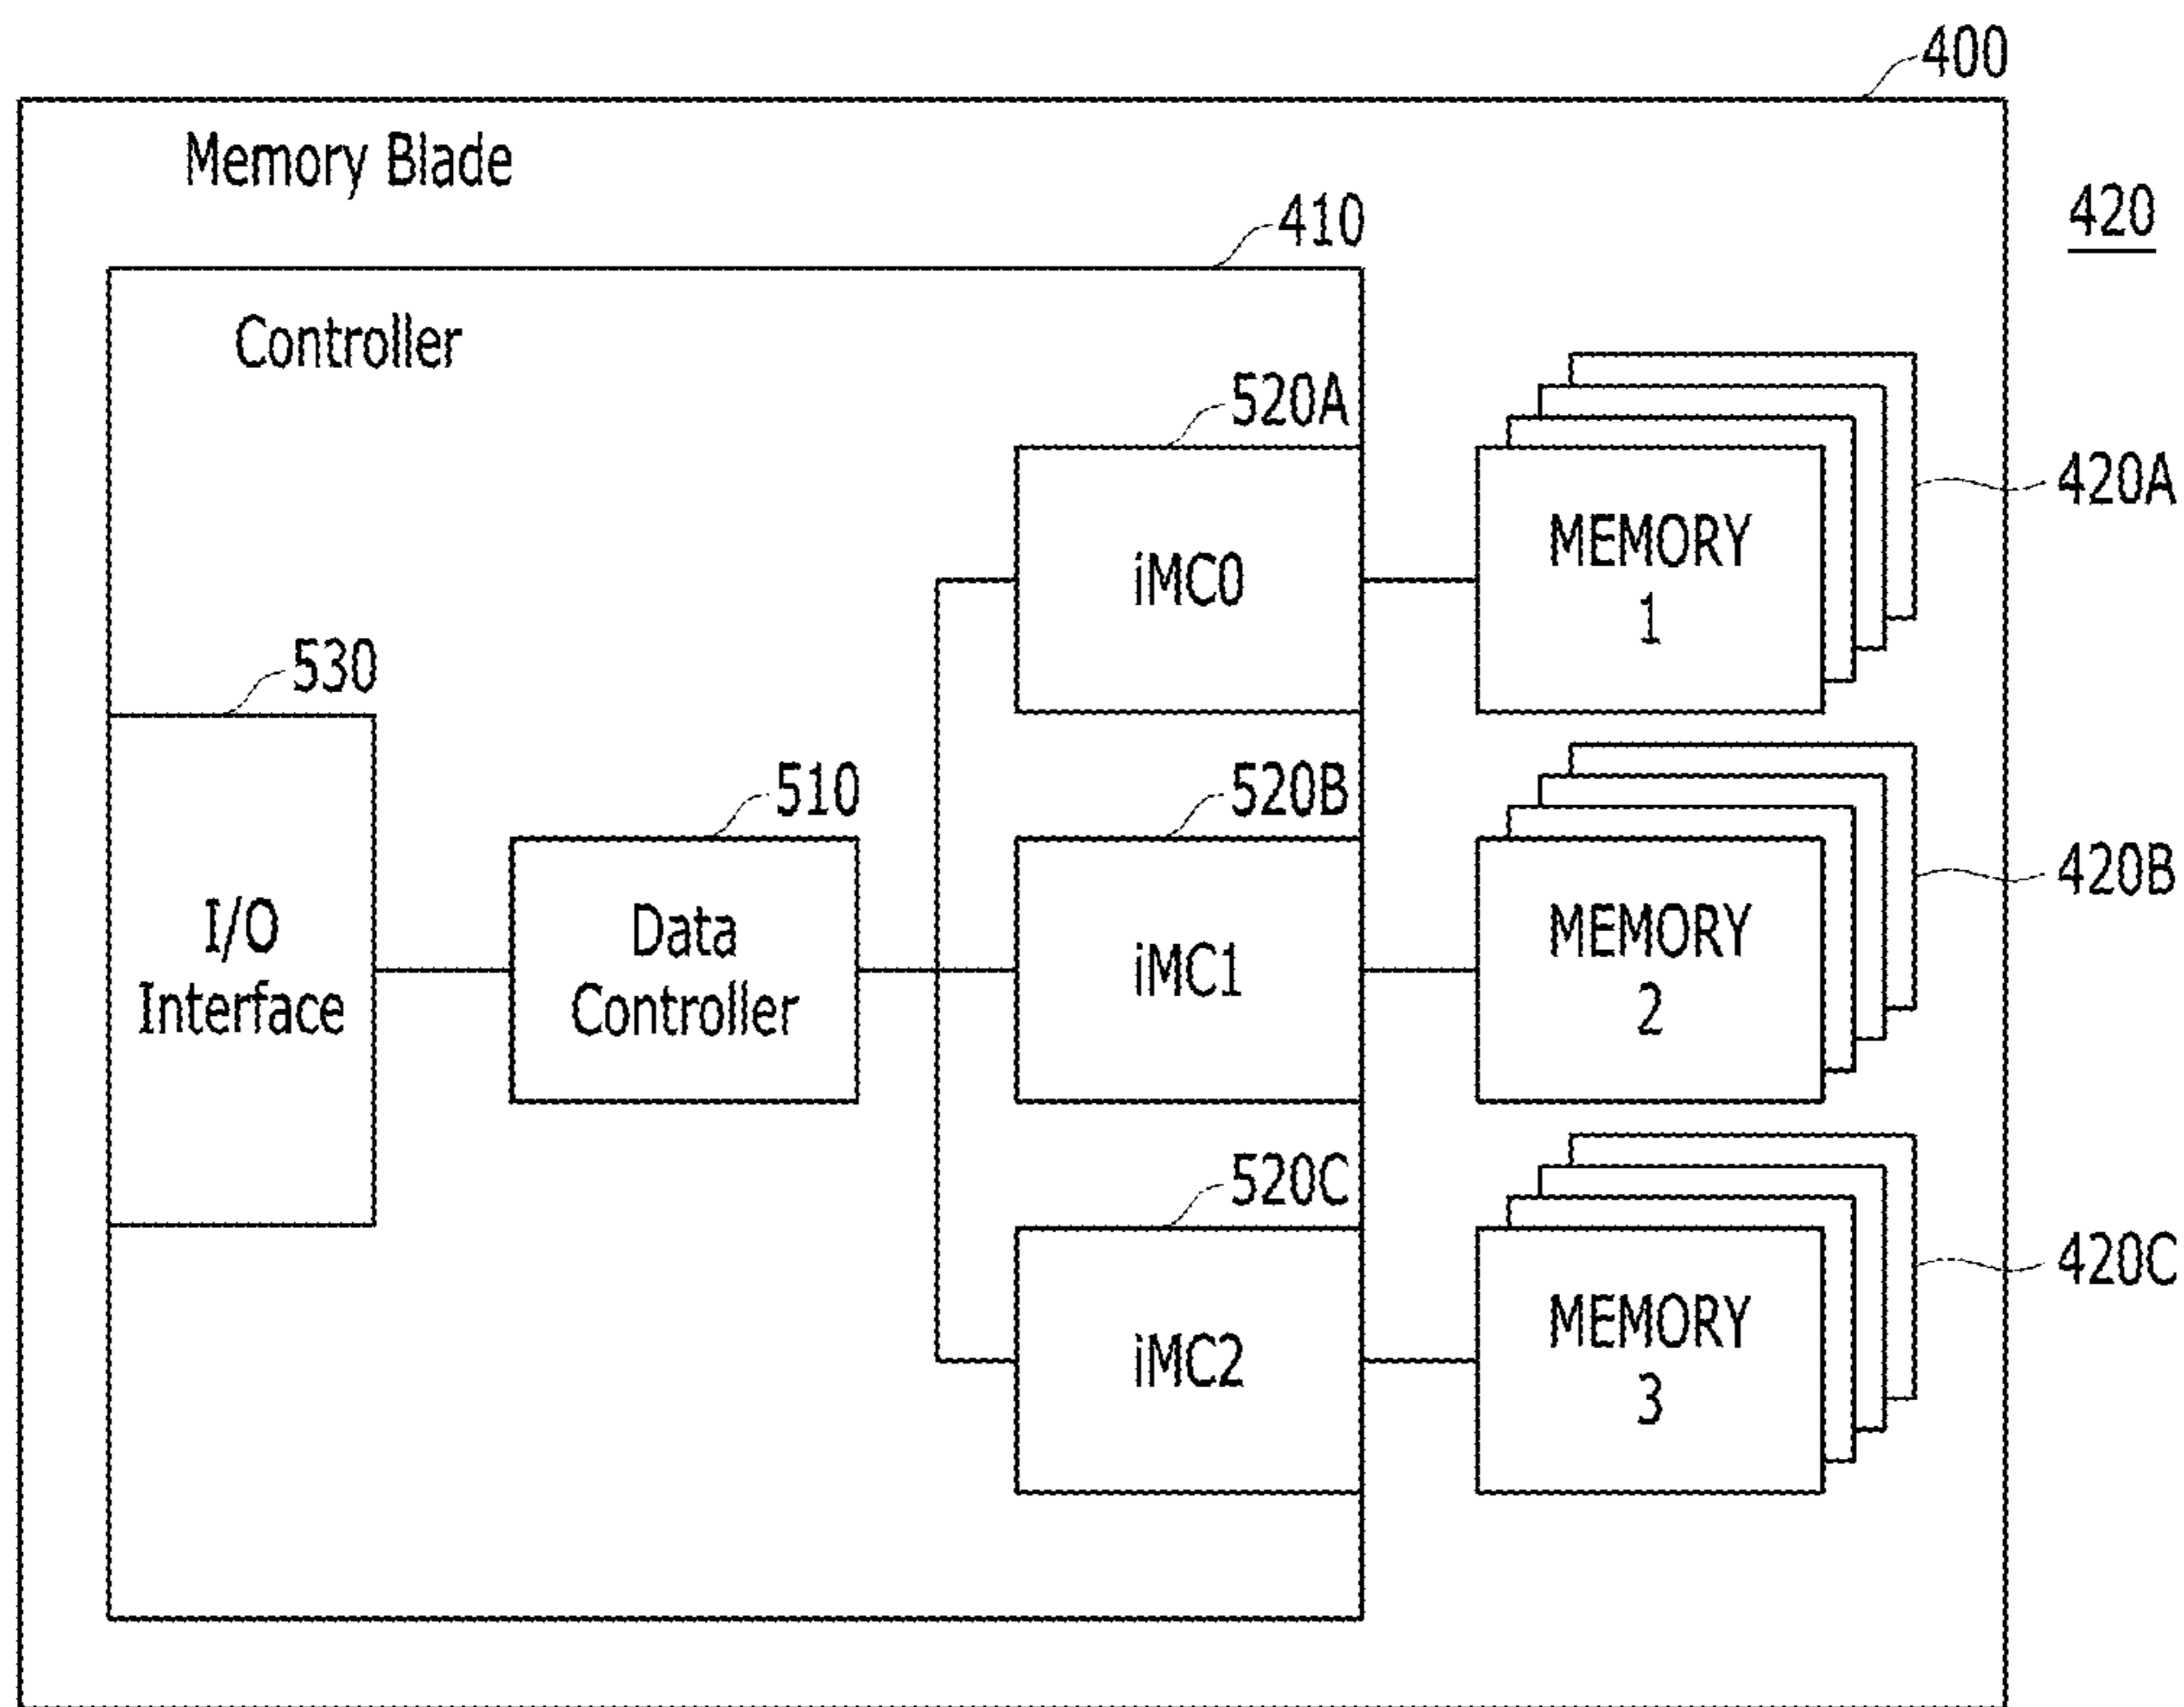 400
Memory Blade
420
410
Controller
520A
420A
iMC0
MEMORY
1
530
510
520B
420B
I/O
Interface
Data
Controller
iMC1
MEMORY
2
520C
420C
iMC2
MEMORY
3